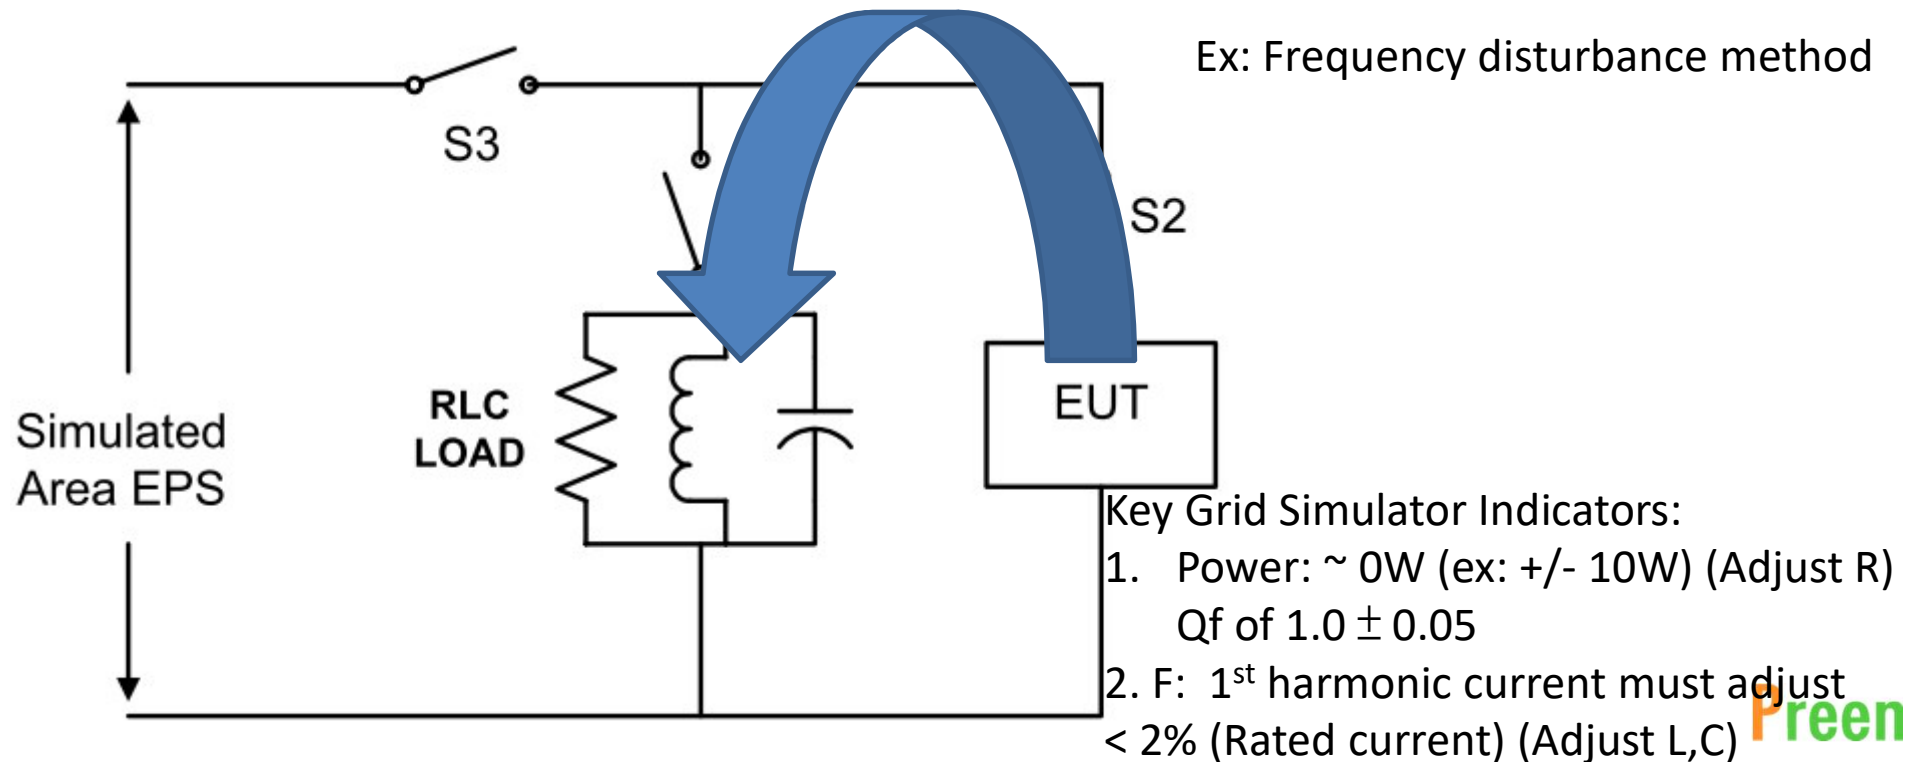 Ex: Frequency disturbance method
S3
S2
RLC
LOAD
EUT
Simulated
Area EPS
Key Grid Simulator Indicators:
1. Power: ~ 0W (ex: +/- 10W) (Adjust R)
Qf of 1.0 ± 0.05
2. F: 1st harmonic current must adjust
< 2% (Rated current) (Adjust L,C)
Preen